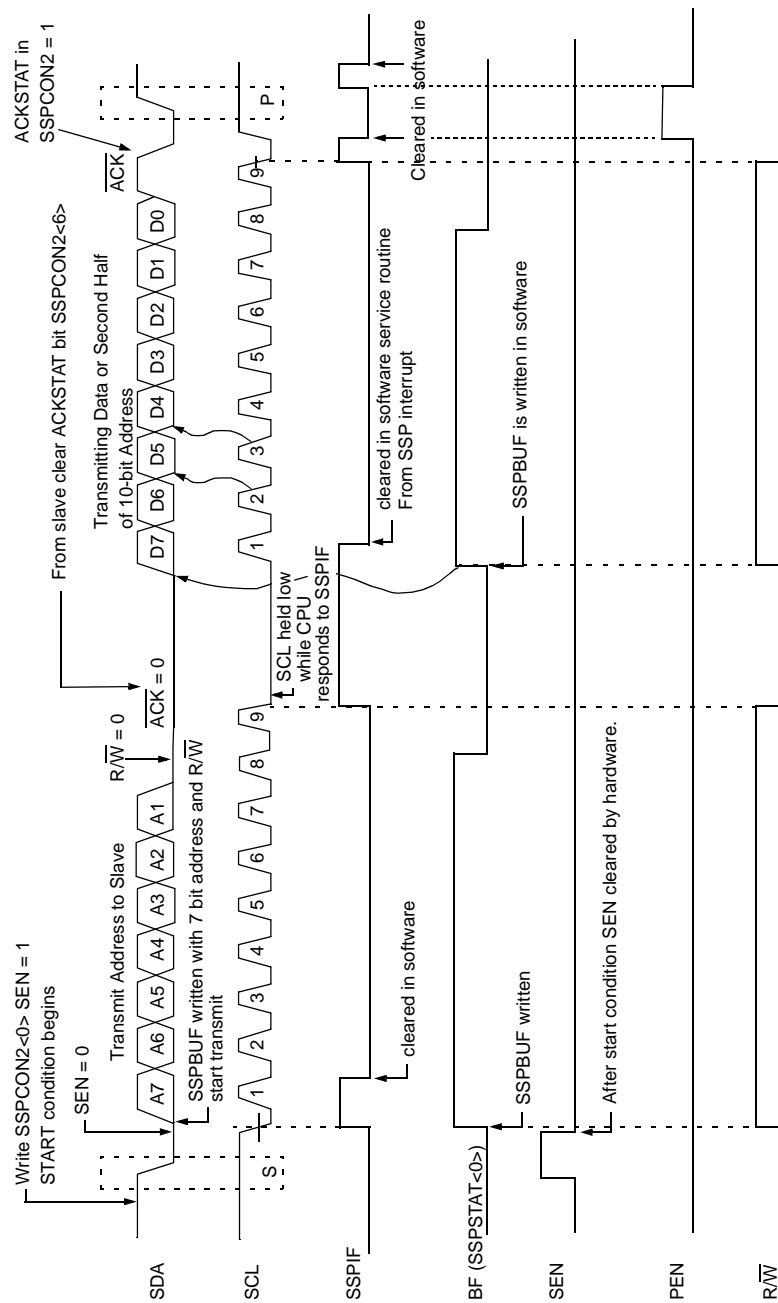 Write SSPCON2<0> SEN = 1
START condition begins
SEN = 0
Transmit Address to Slave
R/W = 0
ACK = 0
From slave clear ACKSTAT bit SSPCON2<6>
Transmitting Data or Second Half
of 10-bit Address
ACK
ACKSTAT in
SSPCON2 = 1
SDA
A7 A6 A5 A4 A3 A2 A1
D7 D6 D5 D4 D3 D2 D1 D0
SSPBUF written with 7 bit address and R/W
start transmit
SCL
S
1 2 3 4 5 6 7 8 9
1 2 3 4 5 6 7 8 9
P
SCL held low
while CPU
responds to SSPIF
SSPIF
cleared in software
cleared in software service routine
From SSP interrupt
Cleared in software
BF (SSPSTAT<0>)
SSPBUF written
SSPBUF is written in software
SEN
After start condition SEN cleared by hardware.
PEN
R/W